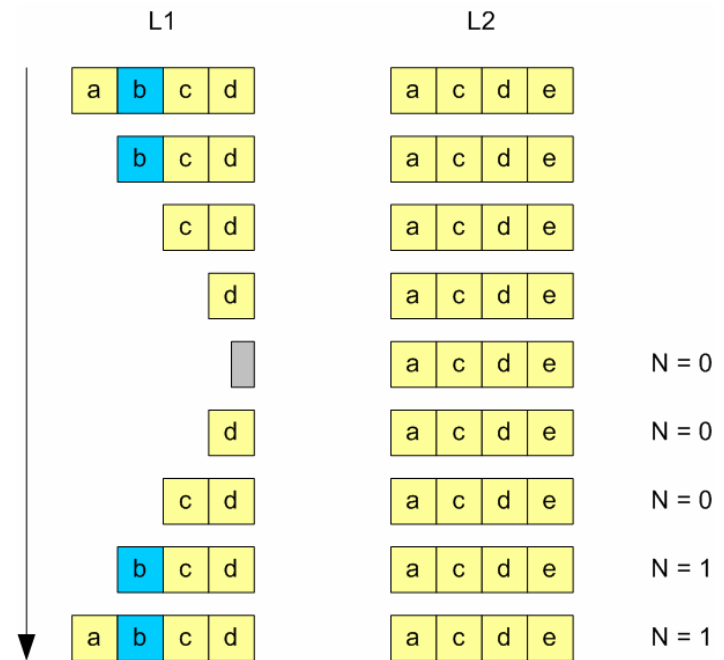 L1 L2
a b c d a c d e
b c d a c d e
c d a c d e
d a c d e
a c d e N = 0
d a c d e N = 0
c d a c d e N = 0
b c d a c d e N = 1
a b c d a c d e N = 1